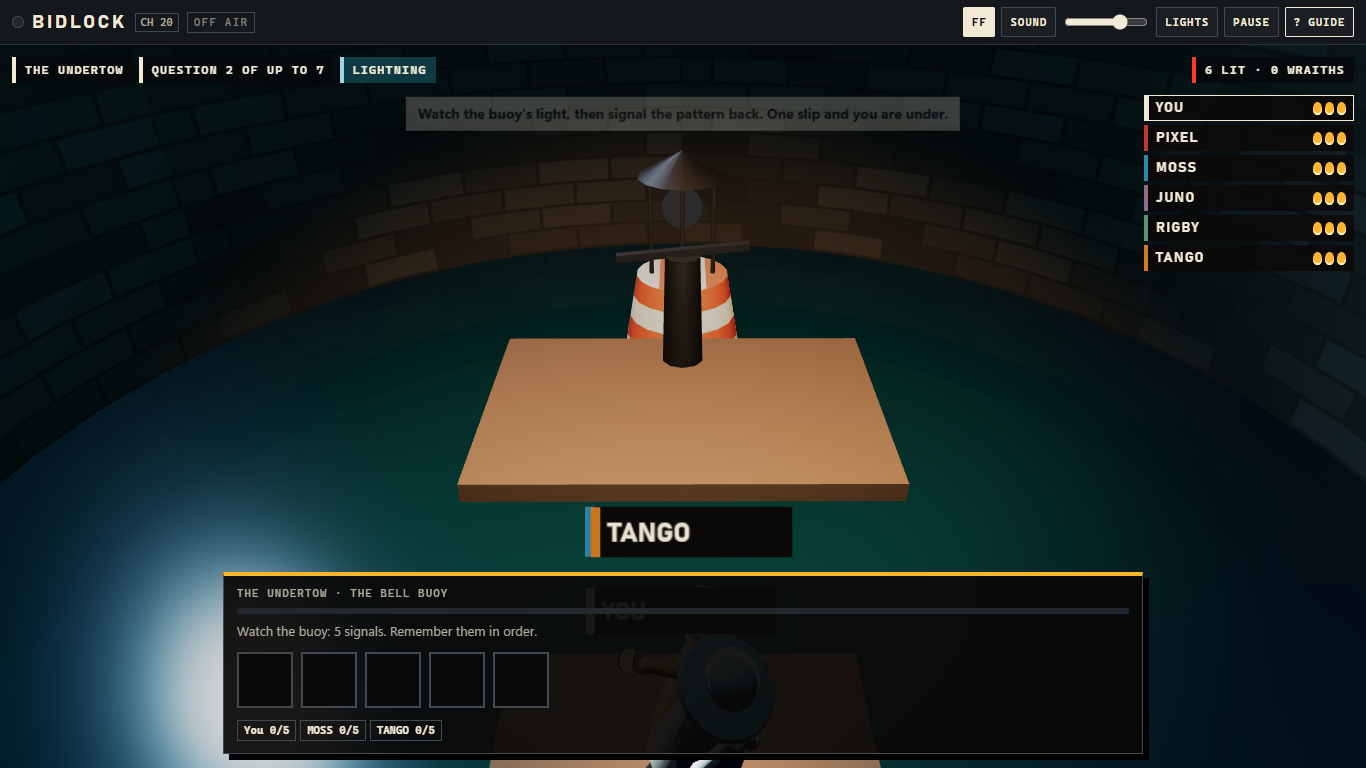 BIDLOCK CH 20 OFF AIR FF SOUND LIGHTS PAUSE ? GUIDE
THE UNDERTOW QUESTION 2 OF UP TO 7 LIGHTNING 6 LIT · 0 WRAITHS
Watch the buoy's light, then signal the pattern back. One slip and you are under.
YOU
PIXEL
MOSS
JUNO
RIGBY
TANGO
TANGO
THE UNDERTOW · THE BELL BUOY
YOU
Watch the buoy: 5 signals. Remember them in order.
You 0/5 MOSS 0/5 TANGO 0/5